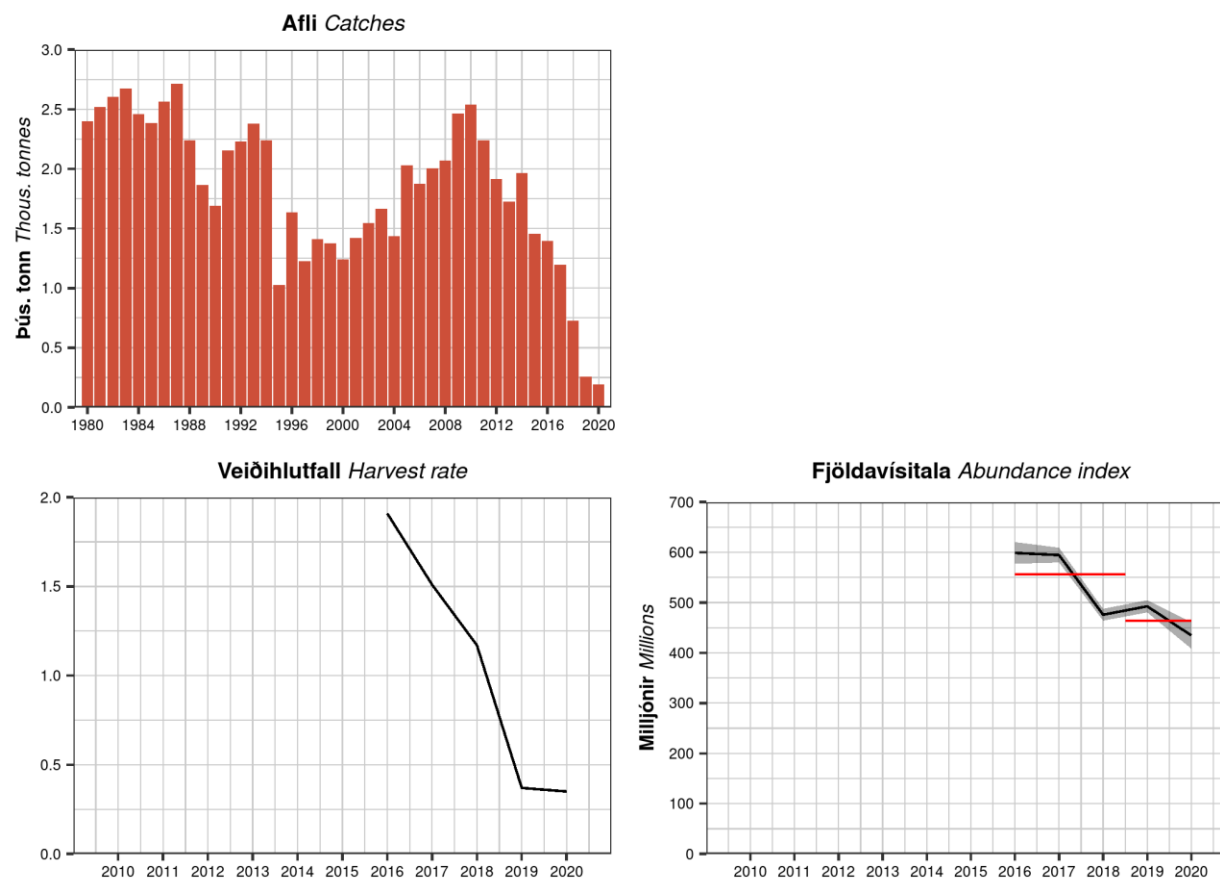 Afli Catches
Þús. tonn Thous. tonnes
3.0
2.5
2.0
1.5
1.0
0.5
0.0
1980 1984 1988 1992 1996 2000 2004 2008 2012 2016 2020
Veiðihlutfall Harvest rate
2.0
1.5
1.0
0.5
0.0
2010 2011 2012 2013 2014 2015 2016 2017 2018 2019 2020
Fjöldavísitala Abundance index
Milljónir Millions
700
600
500
400
300
200
100
0
2010 2011 2012 2013 2014 2015 2016 2017 2018 2019 2020